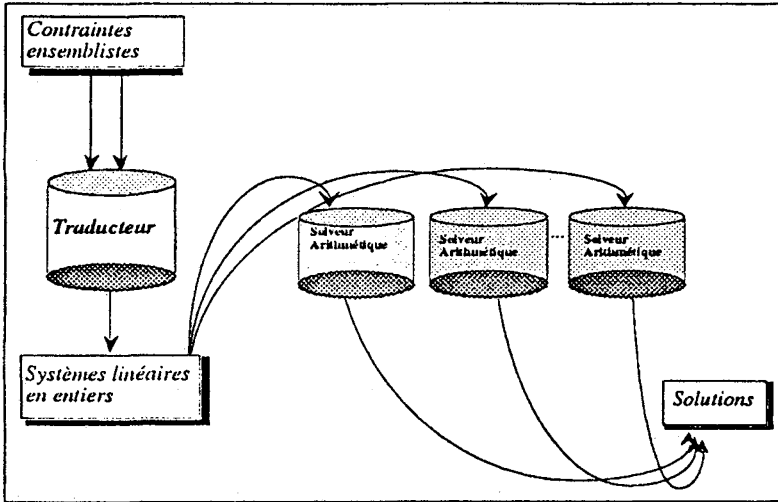 Contraintes
ensemblistes
Traducteur
Solveur
Arithmétique
Solveur
Arithmétique
...
Solveur
Arithmétique
Systèmes linéaires
en entiers
Solutions